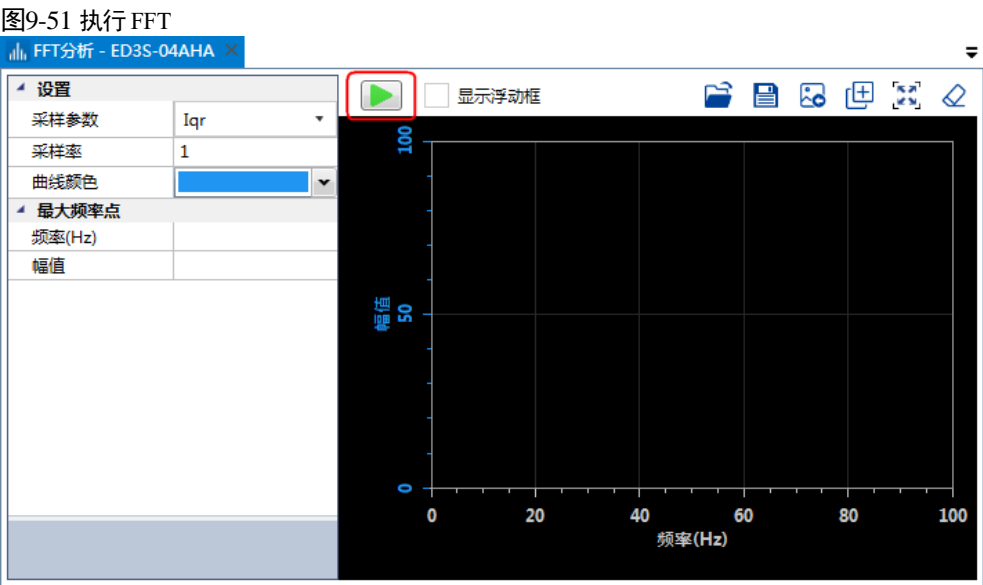 图9-51 执行 FFT
FFT分析 - ED3S-04AHA ×
设置
采样参数 Iqr
采样率 1
曲线颜色
最大频率点
频率(Hz)
幅值
显示浮动框
100
50
0
幅值
0 20 40 60 80 100
频率(Hz)